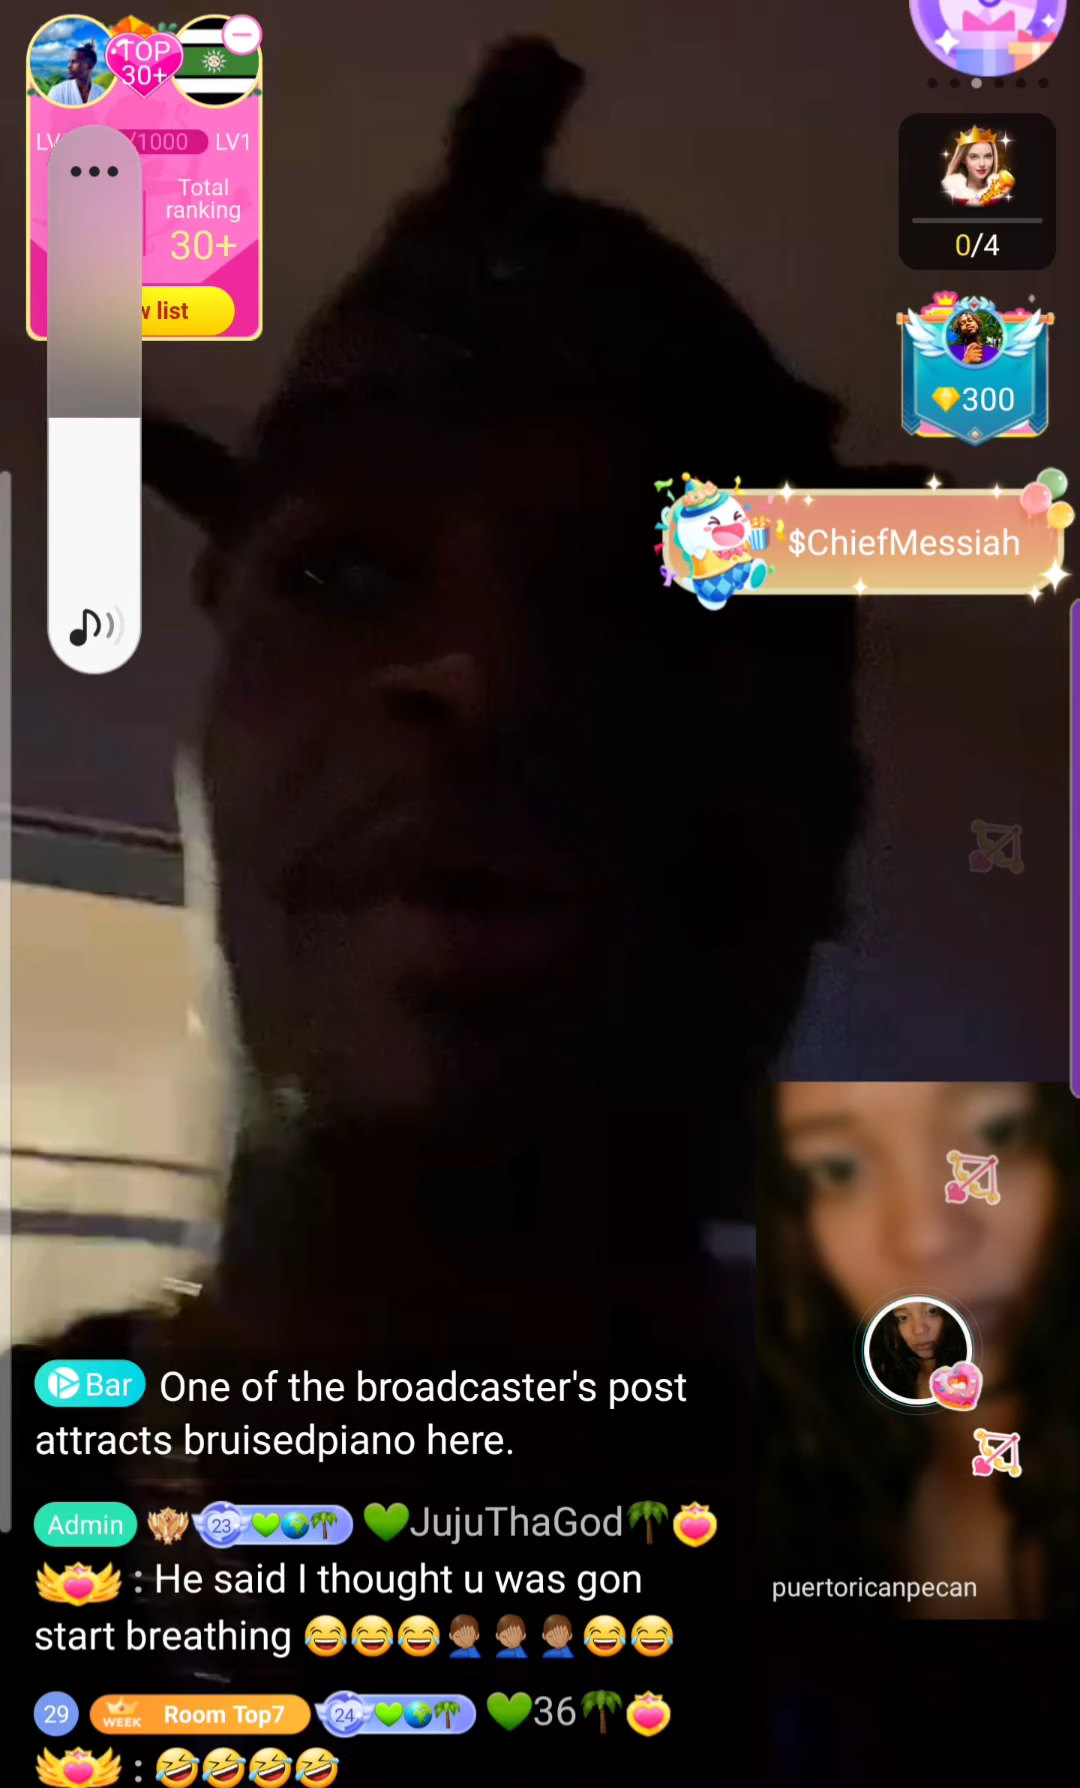 TOP
30+
LV
/1000 LV1
Total
ranking
30+
list
0/4
300
$ChiefMessiah
Bar One of the broadcaster's post
attracts bruisedpiano here.
Admin 23 💚🌍🌴 💚JujuThaGod🌴
: He said I thought u was gon
start breathing 😂😂😂🤦🏽‍♂️🤦🏽‍♂️🤦🏽‍♂️😂😂
29 WEEK Room Top7 24 💚🌍🌴 💚36🌴
: 🤣🤣🤣🤣
puertoricanpecan